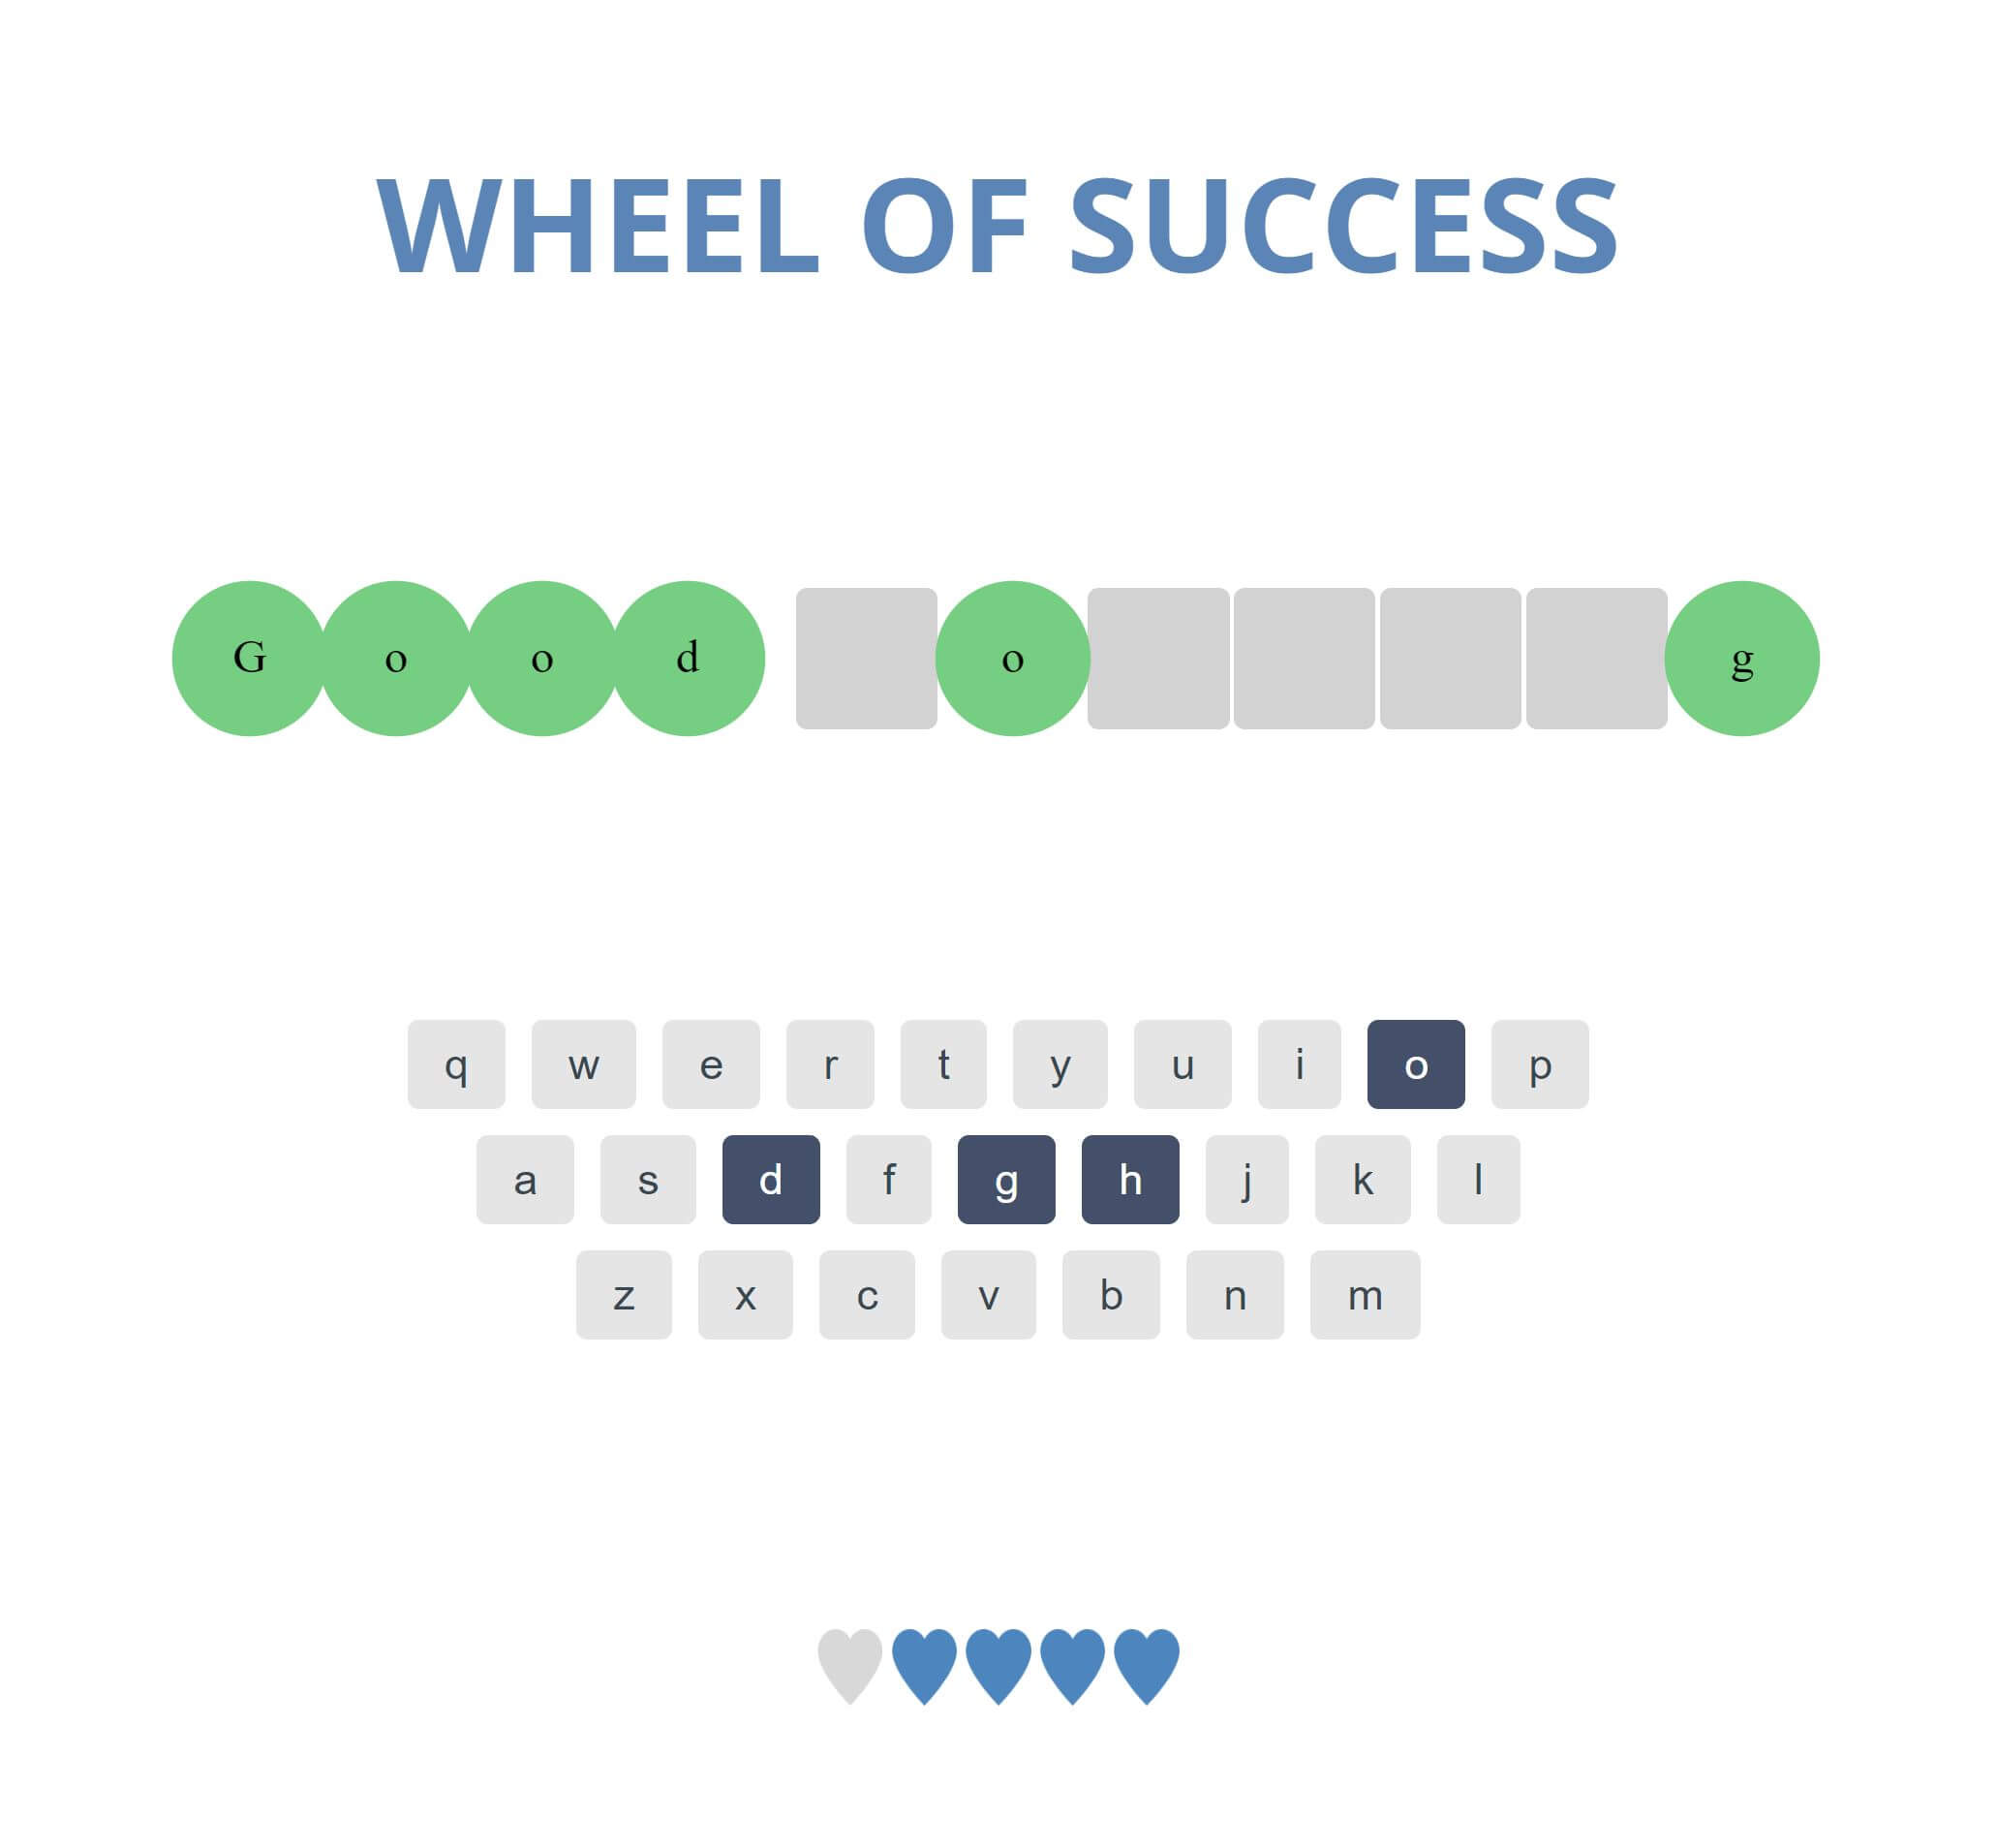 WHEEL OF SUCCESS
G o o d o g
q w e r t y u i o p
a s d f g h j k l
z x c v b n m